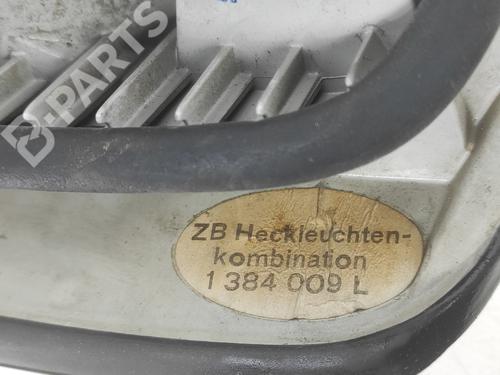 B-PARTS
ZB Heckleuchten-
kombination
1 384 009 L